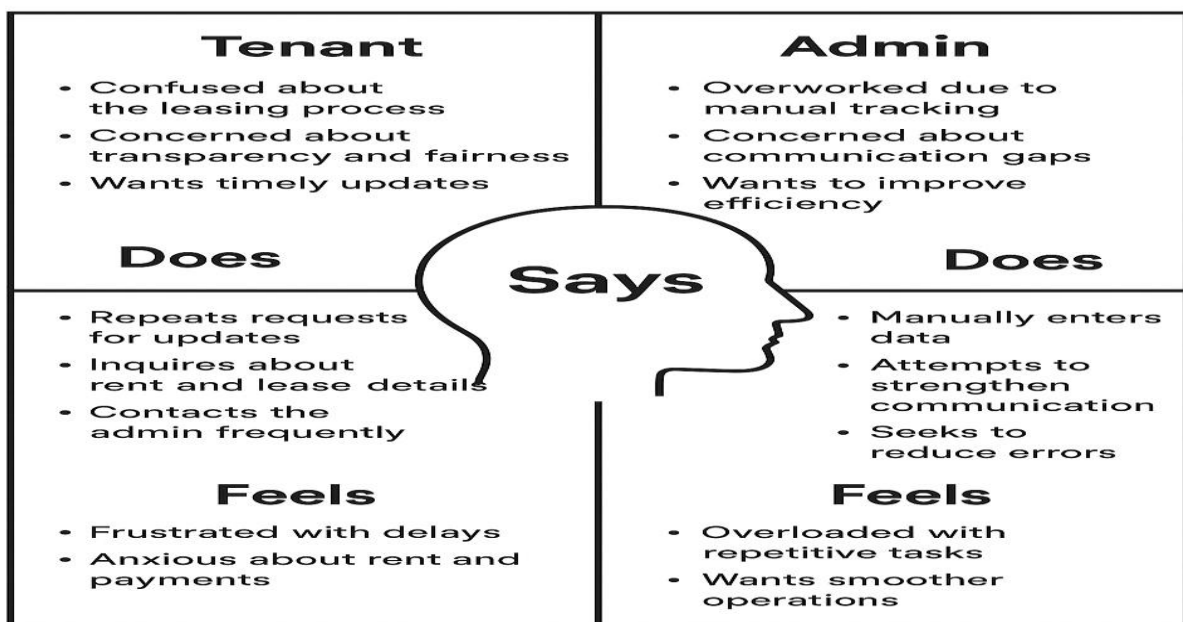 Tenant
• Confused about
the leasing process
• Concerned about
transparency and fairness
• Wants timely updates
Admin
• Overworked due to
manual tracking
• Concerned about
communication gaps
• Wants to improve
efficiency
Says
Does
• Repeats requests
for updates
• Inquires about
rent and lease details
• Contacts the
admin frequently
Does
• Manually enters
data
• Attempts to
strengthen
communication
• Seeks to
reduce errors
Feels
• Frustrated with delays
• Anxious about rent and
payments
Feels
• Overloaded with
repetitive tasks
• Wants smoother
operations